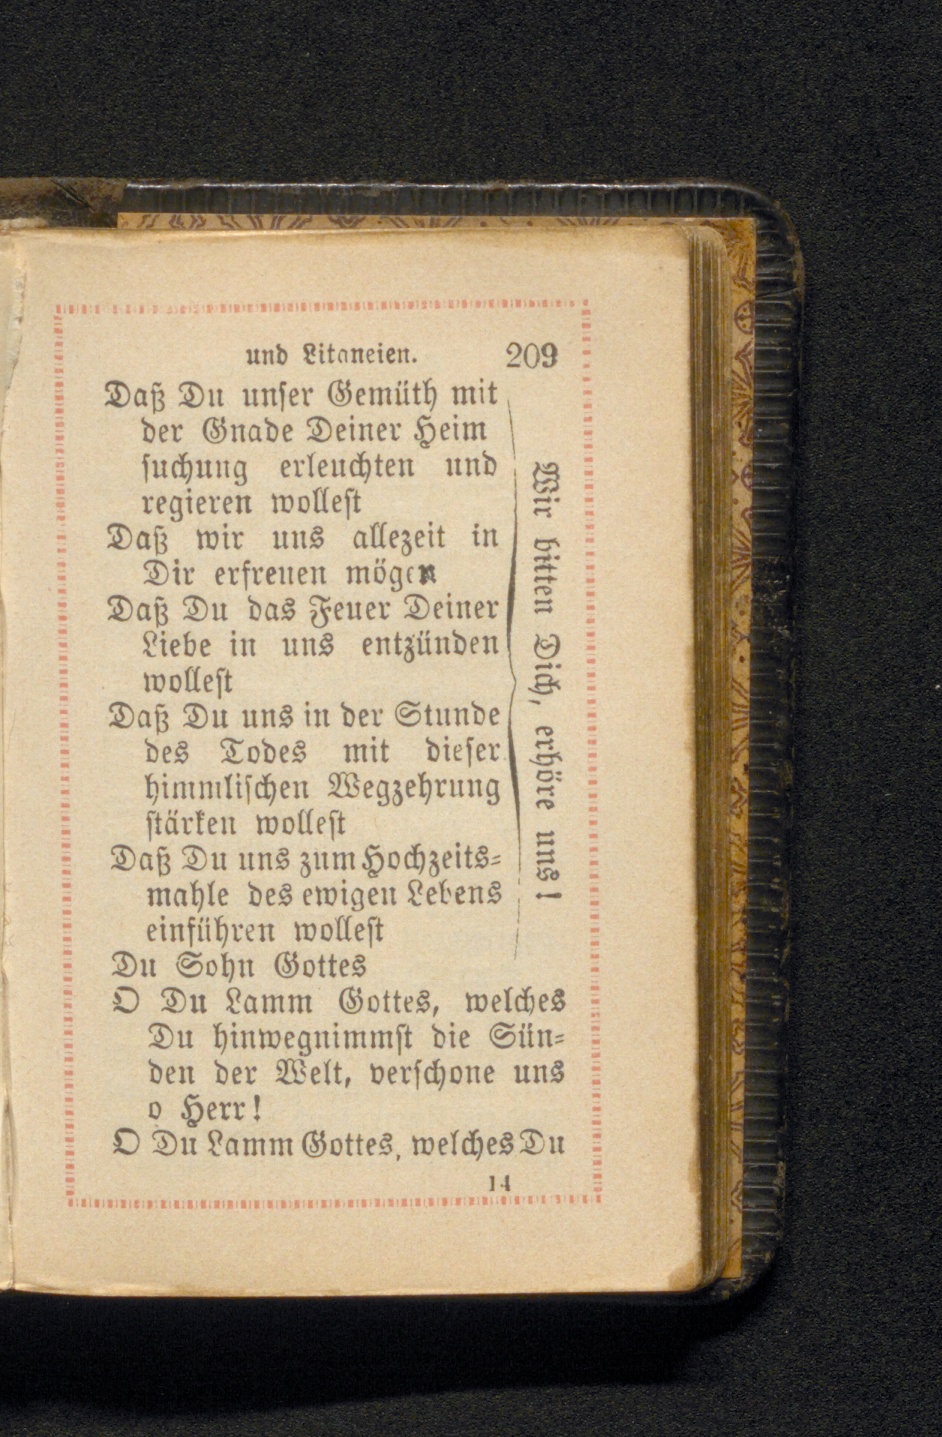 und Litaneien. 209
Daß Du unser Gemüth mit
der Gnade Deiner Heim
suchung erleuchten und
regieren wollest
Daß wir uns allezeit in
Dir erfreuen mögen
Daß Du das Feuer Deiner
Liebe in uns entzünden
wollest
Daß Du uns in der Stunde
des Todes mit dieser
himmlischen Wegzehrung
stärken wollest
Daß Du uns zum Hochzeits-
mahle des ewigen Lebens
einführen wollest
Du Sohn Gottes
Wir bitten Dich, erhöre uns!
O Du Lamm Gottes, welches
Du hinwegnimmst die Sün-
den der Welt, verschone uns
o Herr!
O Du Lamm Gottes, welches Du
14